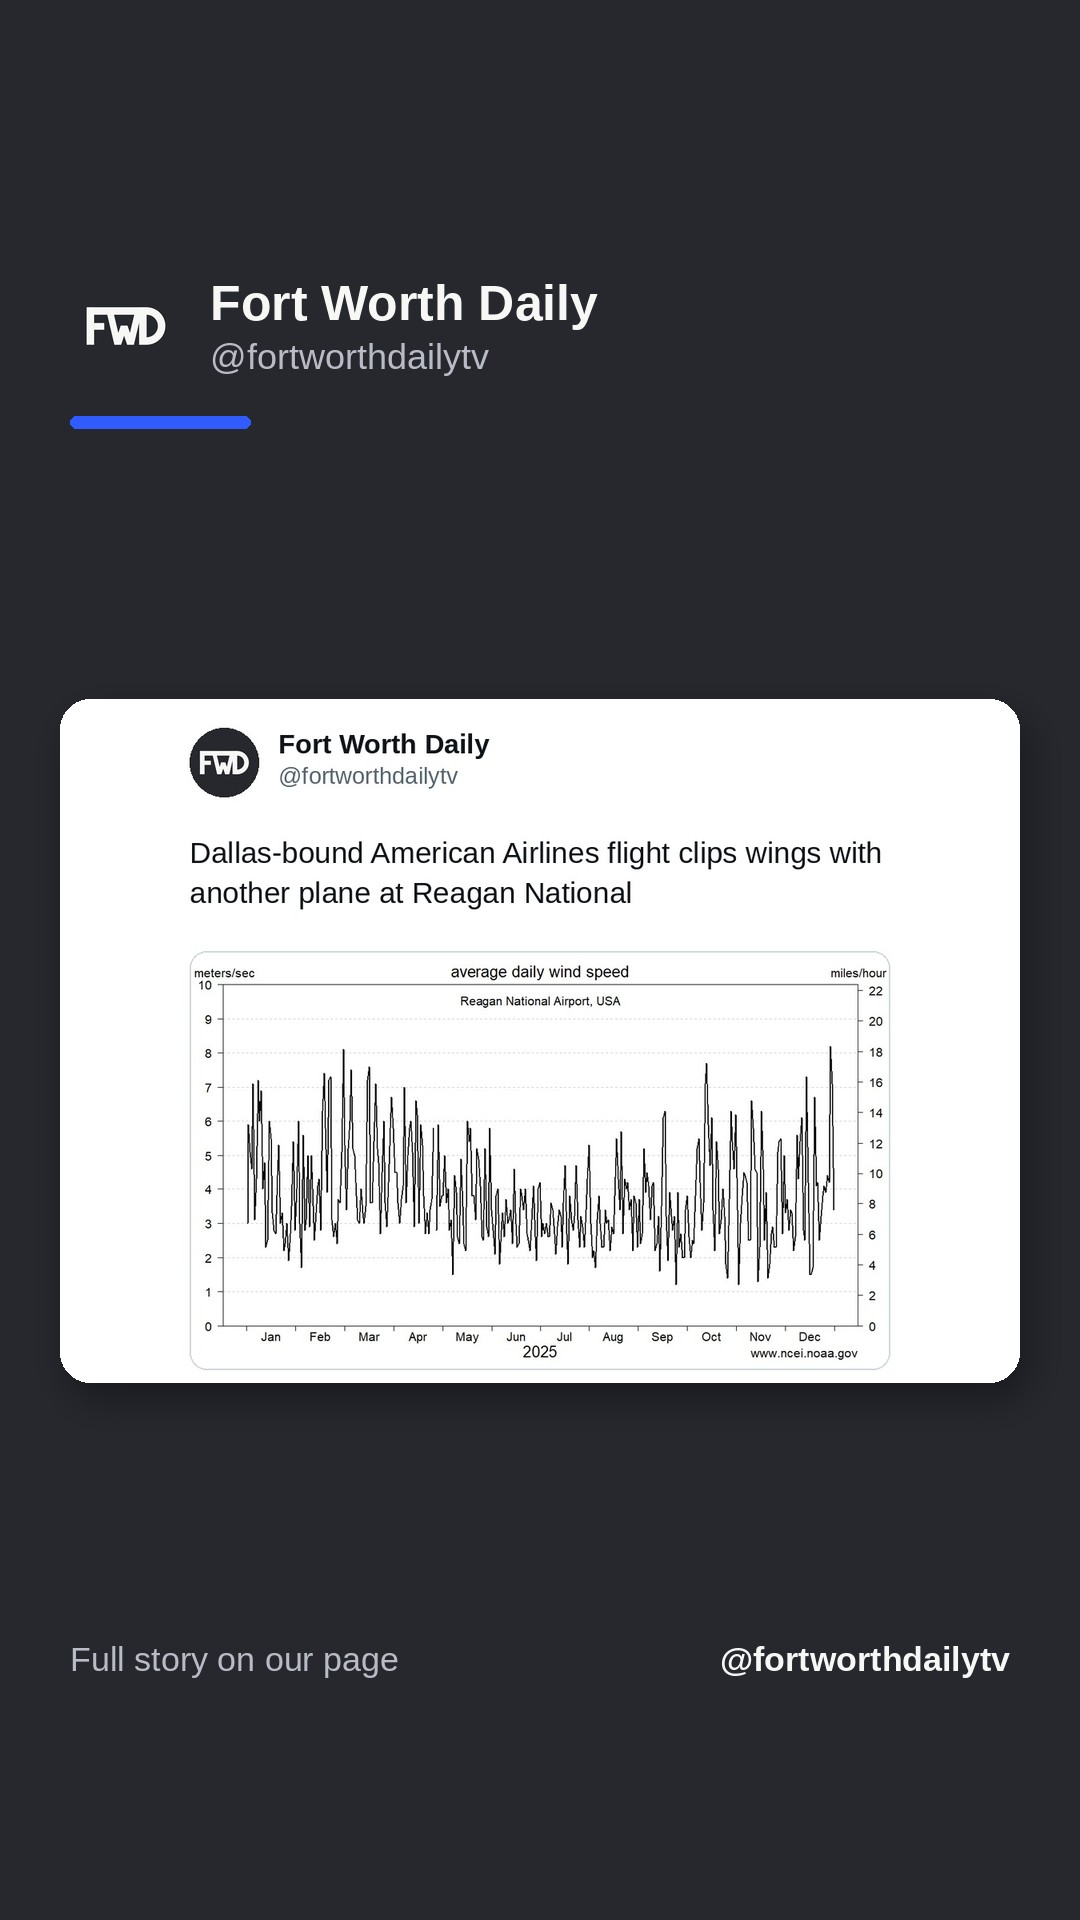 FWD
Fort Worth Daily
@fortworthdailytv
FWD
Fort Worth Daily
@fortworthdailytv
Dallas-bound American Airlines flight clips wings with
another plane at Reagan National
meters/sec
average daily wind speed
miles/hour
Reagan National Airport, USA
10
9
8
7
6
5
4
3
2
1
0
22
20
18
16
14
12
10
8
6
4
2
0
Jan Feb Mar Apr May Jun Jul Aug Sep Oct Nov Dec
2025
www.ncei.noaa.gov
Full story on our page
@fortworthdailytv